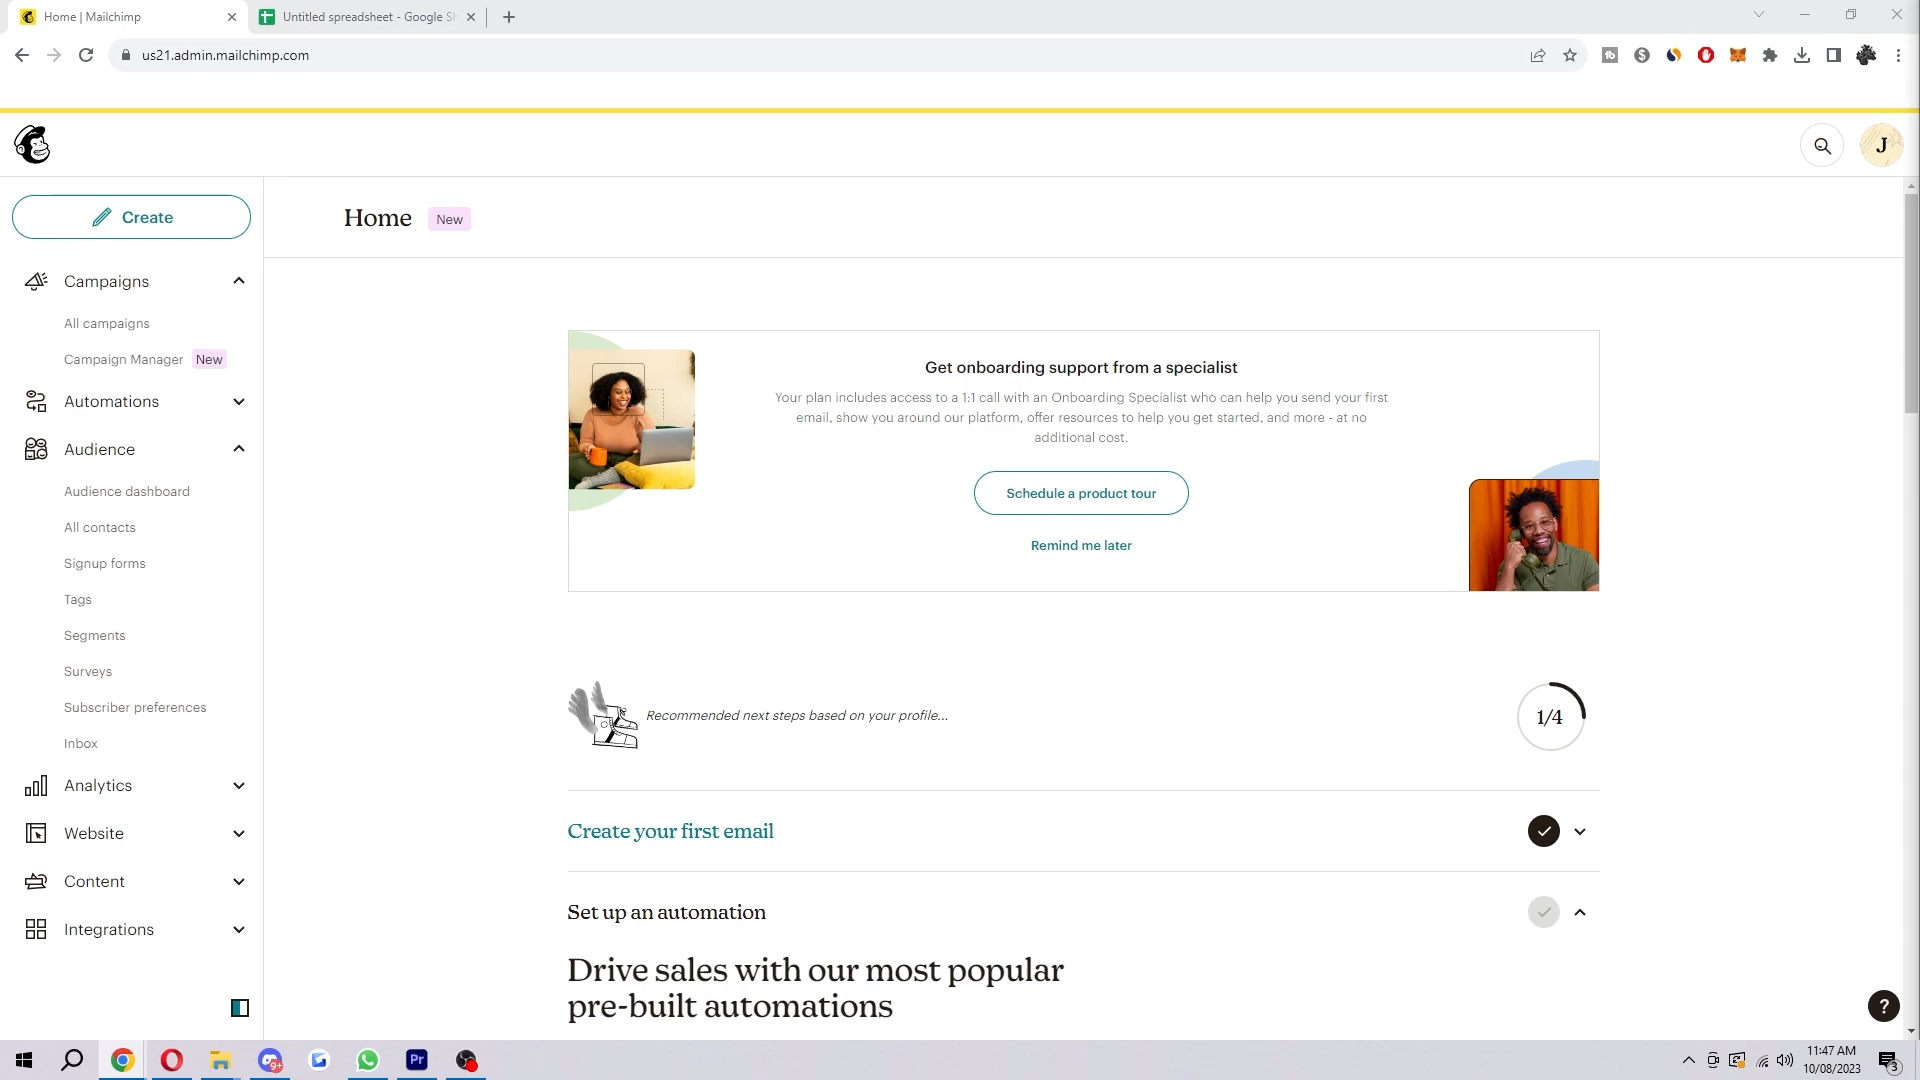 Home | Mailchimp
Untitled spreadsheet - Google Sh
us21.admin.mailchimp.com
J
Create
Home New
Campaigns
All campaigns
Campaign Manager New
Automations
Audience
Audience dashboard
All contacts
Signup forms
Tags
Segments
Surveys
Subscriber preferences
Inbox
Analytics
Website
Content
Integrations
Get onboarding support from a specialist
Your plan includes access to a 1:1 call with an Onboarding Specialist who can help you send your first
email, show you around our platform, offer resources to help you get started, and more - at no
additional cost.
Schedule a product tour
Remind me later
Recommended next steps based on your profile...
1/4
Create your first email
Set up an automation
Drive sales with our most popular
pre-built automations
?
9+
Pr
11:47 AM
10/08/2023
3